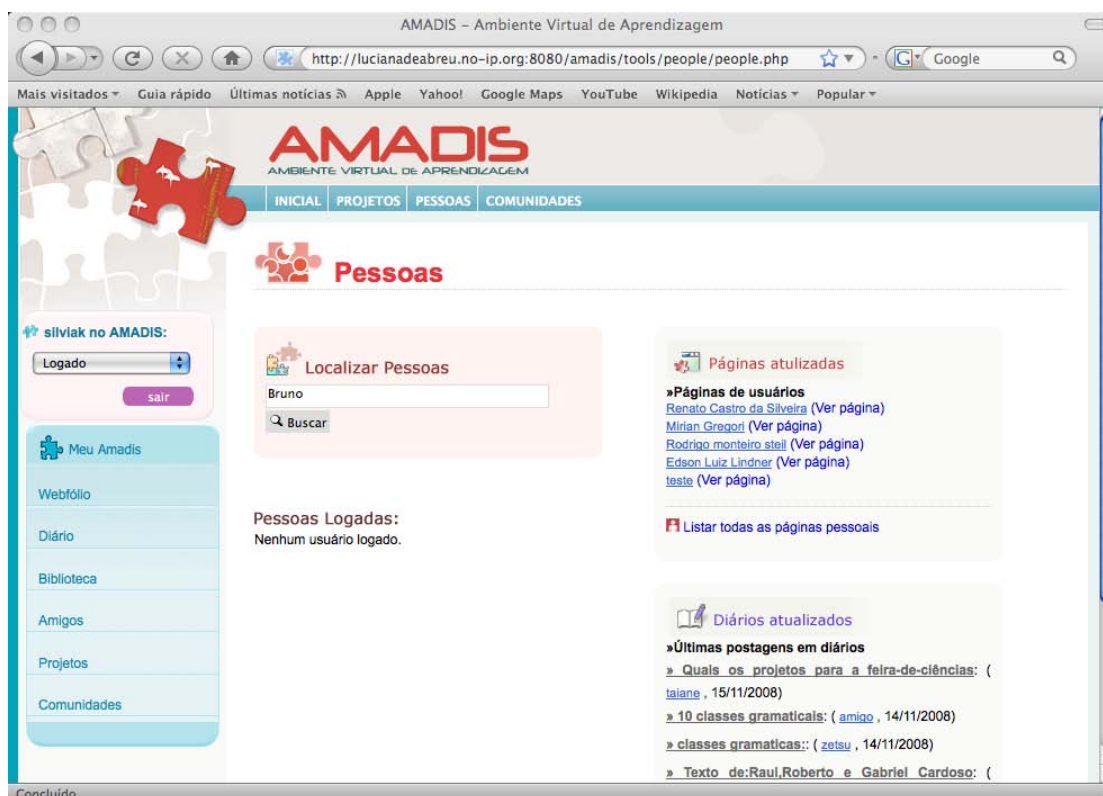 AMADIS – Ambiente Virtual de Aprendizagem
http://lucianadeabreu.no-ip.org:8080/amadis/tools/people/people.php
Google
Mais visitados Guia rápido Últimas notícias Apple Yahoo! Google Maps YouTube Wikipedia Notícias Popular
AMADIS
AMBIENTE VIRTUAL DE APRENDIZAGEM
INICIAL PROJETOS PESSOAS COMUNIDADES
Pessoas
silviak no AMADIS:
Logado
sair
Meu Amadis
Webfólio
Diário
Biblioteca
Amigos
Projetos
Comunidades
Localizar Pessoas
Bruno
Buscar
Pessoas Logadas:
Nenhum usuário logado.
Páginas atulizadas
»Páginas de usuários
Renato Castro da Silveira (Ver página)
Mirian Gregori (Ver página)
Rodrigo monteiro steil (Ver página)
Edson Luiz Lindner (Ver página)
teste (Ver página)
Listar todas as páginas pessoais
Diários atualizados
»Últimas postagens em diários
» Quais os projetos para a feira-de-ciências: (
taiane , 15/11/2008)
» 10 classes gramaticais: ( amigo , 14/11/2008)
» classes gramaticas:: ( zetsu , 14/11/2008)
» Texto de:Raul,Roberto e Gabriel Cardoso: (
Concluído